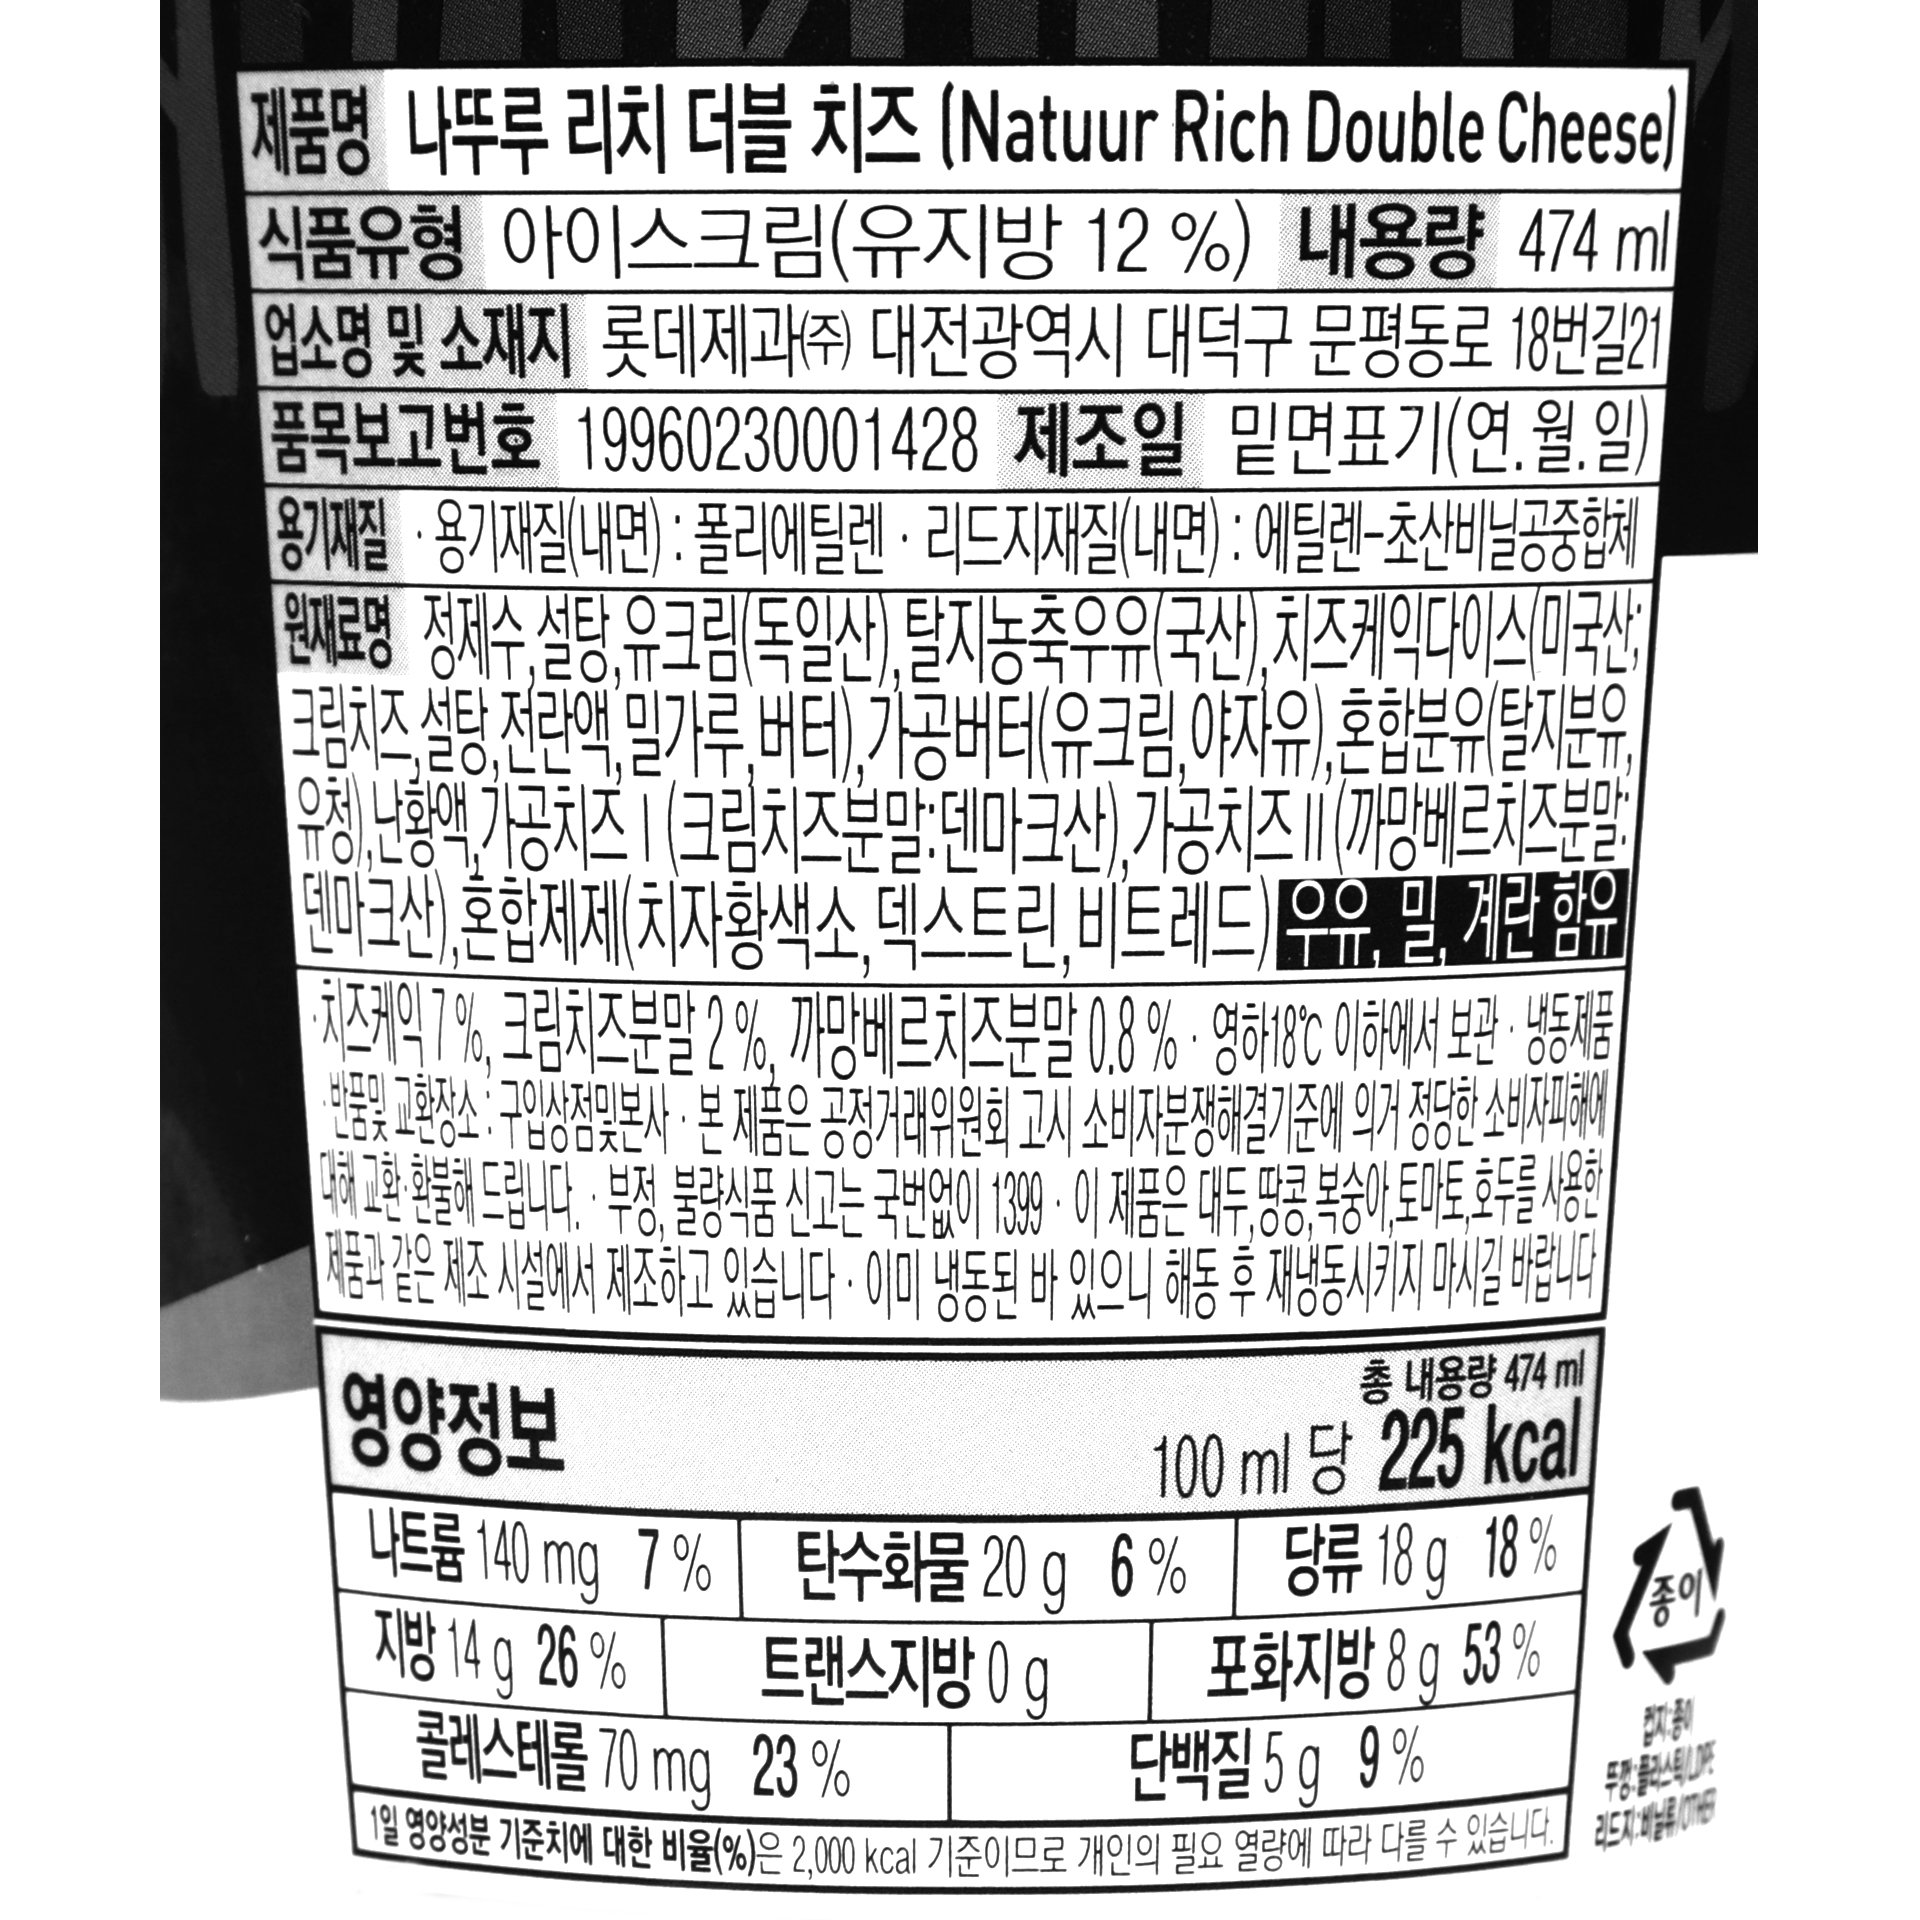 제품명 나뚜루 리치 더블 치즈 (Natuur Rich Double Cheese)
식품유형 아이스크림(유지방 12 %) 내용량 474 ml
업소명 및 소재지 롯데제과㈜ 대전광역시 대덕구 문평동로 18번길21
품목보고번호 19960230001428 제조일 밑면표기(연.월.일)
용기재질 · 용기재질(내면) : 폴리에틸렌 · 리드지재질(내면) : 에틸렌-초산비닐공중합체
원재료명 정제수,설탕,유크림(독일산),탈지농축우유(국산),치즈케익다이스(미국산;
크림치즈,설탕,전란액,밀가루,버터),가공버터(유크림,야자유),혼합분유(탈지분유,
유청),난황액,가공치즈Ⅰ(크림치즈분말:덴마크산),가공치즈Ⅱ(까망베르치즈분말:
덴마크산),혼합제제(치자황색소,덱스트린,비트레드) 우유, 밀, 계란 함유
·치즈케익 7 %, 크림치즈분말 2 %, 까망베르치즈분말 0.8 % · 영하18℃ 이하에서 보관 · 냉동제품
·반품및 교환장소 : 구입상점및본사 · 본 제품은 공정거래위원회 고시 소비자분쟁해결기준에 의거 정당한 소비자피해에
대해 교환·환불해 드립니다. · 부정, 불량식품 신고는 국번없이 1399 · 이 제품은 대두,땅콩,복숭아,토마토,호두를 사용한
제품과 같은 제조 시설에서 제조하고 있습니다 · 이미 냉동된 바 있으니 해동 후 재냉동시키지 마시길 바랍니다
영양정보
총 내용량 474 ml
100 ml 당 225 kcal
나트륨 140 mg 7 % 탄수화물 20 g 6 % 당류 18 g 18 %
지방 14 g 26 % 트랜스지방 0 g 포화지방 8 g 53 %
콜레스테롤 70 mg 23 % 단백질 5 g 9 %
1일 영양성분 기준치에 대한 비율(%)은 2,000 kcal 기준이므로 개인의 필요 열량에 따라 다를 수 있습니다.
종이
컵지:종이
뚜껑:플라스틱/LDPE
리드지:비닐류/OTHER